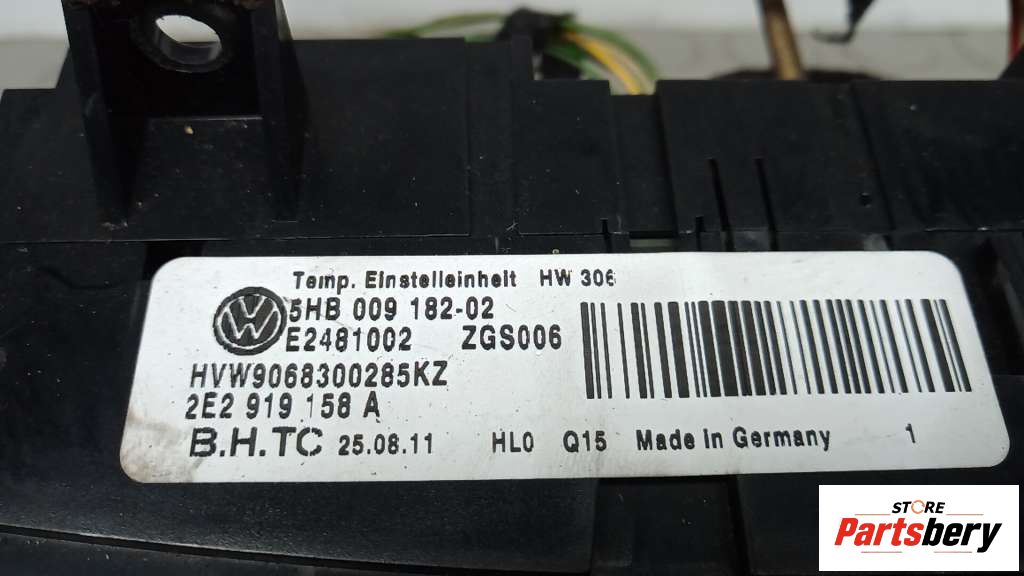 Temp. Einstelleinheit HW 306
5HB 009 182-02
E2481002 ZGS006
HVW9068300285KZ
2E2 919 158 A
B.H.TC 25.08.11 HL0 Q15 Made in Germany 1
STORE
Partsbery